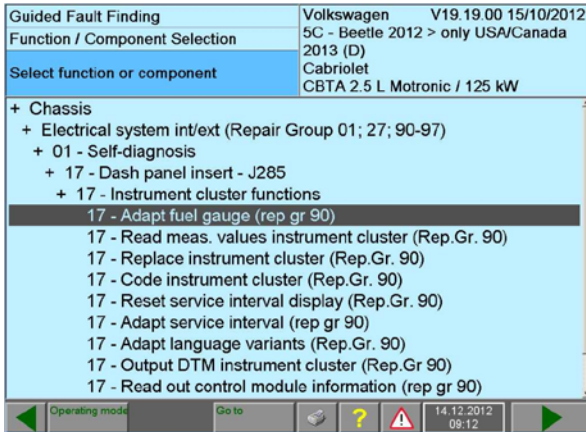 Guided Fault Finding
Function / Component Selection
Select function or component
Volkswagen V19.19.00 15/10/2012
5C - Beetle 2012 > only USA/Canada
2013 (D)
Cabriolet
CBTA 2.5 L Motronic / 125 kW
+ Chassis
+ Electrical system int/ext (Repair Group 01; 27; 90-97)
+ 01 - Self-diagnosis
+ 17 - Dash panel insert - J285
+ 17 - Instrument cluster functions
17 - Adapt fuel gauge (rep gr 90)
17 - Read meas. values instrument cluster (Rep.Gr. 90)
17 - Replace instrument cluster (Rep.Gr. 90)
17 - Code instrument cluster (Rep.Gr. 90)
17 - Reset service interval display (Rep.Gr. 90)
17 - Adapt service interval (rep gr 90)
17 - Adapt language variants (Rep.Gr. 90)
17 - Output DTM instrument cluster (Rep.Gr 90)
17 - Read out control module information (rep gr 90)
Operating mode
Go to
?
14.12.2012
09:12